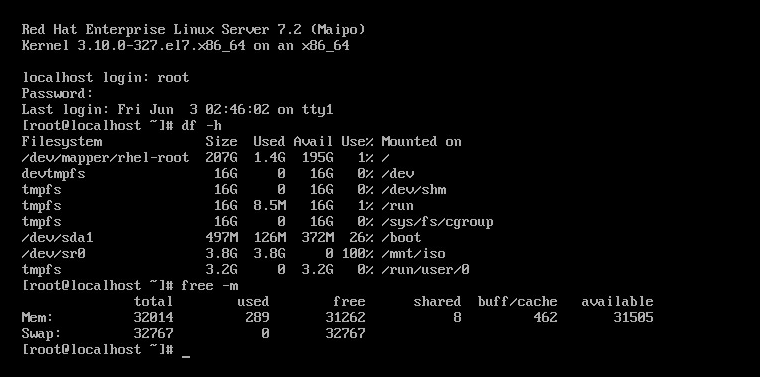 Red Hat Enterprise Linux Server 7.2 (Maipo)
Kernel 3.10.0-327.el7.x86_64 on an x86_64
localhost login: root
Password:
Last login: Fri Jun  3 02:46:02 on tty1
[root@localhost ~]# df -h
Filesystem             Size  Used Avail Use% Mounted on
/dev/mapper/rhel-root  207G  1.4G  195G   1% /
devtmpfs                16G     0   16G   0% /dev
tmpfs                   16G     0   16G   0% /dev/shm
tmpfs                   16G  8.5M   16G   1% /run
tmpfs                   16G     0   16G   0% /sys/fs/cgroup
/dev/sda1              497M  126M  372M  26% /boot
/dev/sr0               3.8G  3.8G     0 100% /mnt/iso
tmpfs                  3.2G     0  3.2G   0% /run/user/0
[root@localhost ~]# free -m
              total        used        free      shared  buff/cache   available
Mem:          32014         289       31262           8         462       31505
Swap:         32767           0       32767
[root@localhost ~]# _